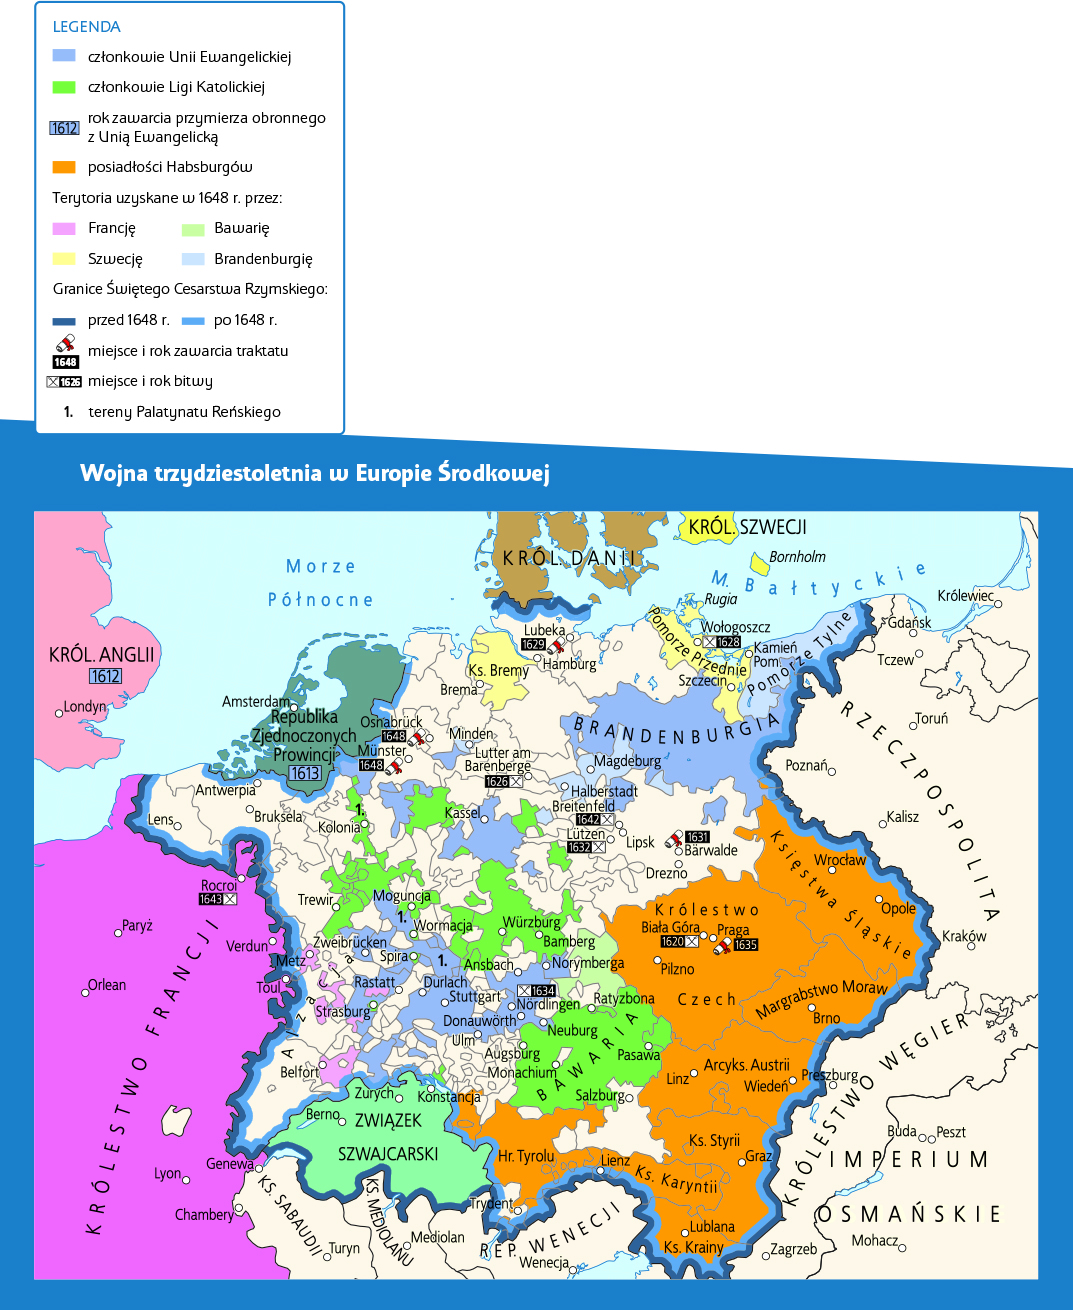 LEGENDA
członkowie Unii Ewangelickiej
członkowie Ligi Katolickiej
1612
rok zawarcia przymierza obronnego
z Unią Ewangelicką
posiadłości Habsburgów
Terytoria uzyskane w 1648 r. przez:
Francję
Bawarię
Szwecję
Brandenburgię
Granice Świętego Cesarstwa Rzymskiego:
przed 1648 r.
po 1648 r.
miejsce i rok zawarcia traktatu
1648
miejsce i rok bitwy
1626
1. tereny Palatynatu Reńskiego
Wojna trzydziestoletnia w Europie Środkowej
KRÓL. SZWECJI
KRÓL. DANII
Bornholm
Morze
Północne
M. Bałtyckie
Rugia
Królewiec
Gdańsk
Wołogoszcz
1628
Lubeka
1629
Hamburg
Pomorze Przednie
Kamień
Pom.
Pomorze Tylne
Tczew
KRÓL. ANGLII
1612
Ks. Bremy
Brema
Szczecin
Londyn
Amsterdam
Republika
Zjednoczonych
Prowincji
1613
Osnabrück
1648
Münster
1648
Minden
Lutter am
Barenberge
1626
BRANDENBURGIA
Magdeburg
Halberstadt
RZECZPOSPOLITA
Toruń
Poznań
Kalisz
Antwerpia
Bruksela
Lens
1.
Kolonia
Kassel
Breitenfeld
1642
Lützen
1632
Lipsk
1631
Bärwalde
Drezno
Księstwa Śląskie
Wrocław
Opole
Kraków
Rocroi
1643
Trewir
Moguncja
1.
Wormacja
Würzburg
Bamberg
Królestwo
Biała Góra
1620
Praga
1635
Pilzno
Czech
Paryż
Verdun
Metz
Toul
Zweibrücken
Spira
1.
Ansbach
Norymberga
Orlean
KRÓLESTWO FRANCJI
Alzacja
Rastatt
Durlach
Stuttgart
Strasburg
1634
Nördlingen
Ratyzbona
Donauwörth
Neuburg
Ulm
Augsburg
Monachium
BAWARIA
Pasawa
Salzburg
Margrabstwo Moraw
Brno
Arcyks. Austrii
Linz
Wiedeń
Preszburg
KRÓLESTWO WĘGIER
Belfort
Zurych
Konstancja
Berno
ZWIĄZEK
SZWAJCARSKI
Buda
Peszt
IMPERIUM
OSMAŃSKIE
Ks. Styrii
Graz
Hr. Tyrolu
Lienz
Ks. Karyntii
Genewa
Lyon
Chambery
KS. SABAUDII
KS. MEDIOLANU
Turyn
Mediolan
Trydent
REP. WENECJI
Wenecja
Lublana
Ks. Krainy
Zagrzeb
Mohacz